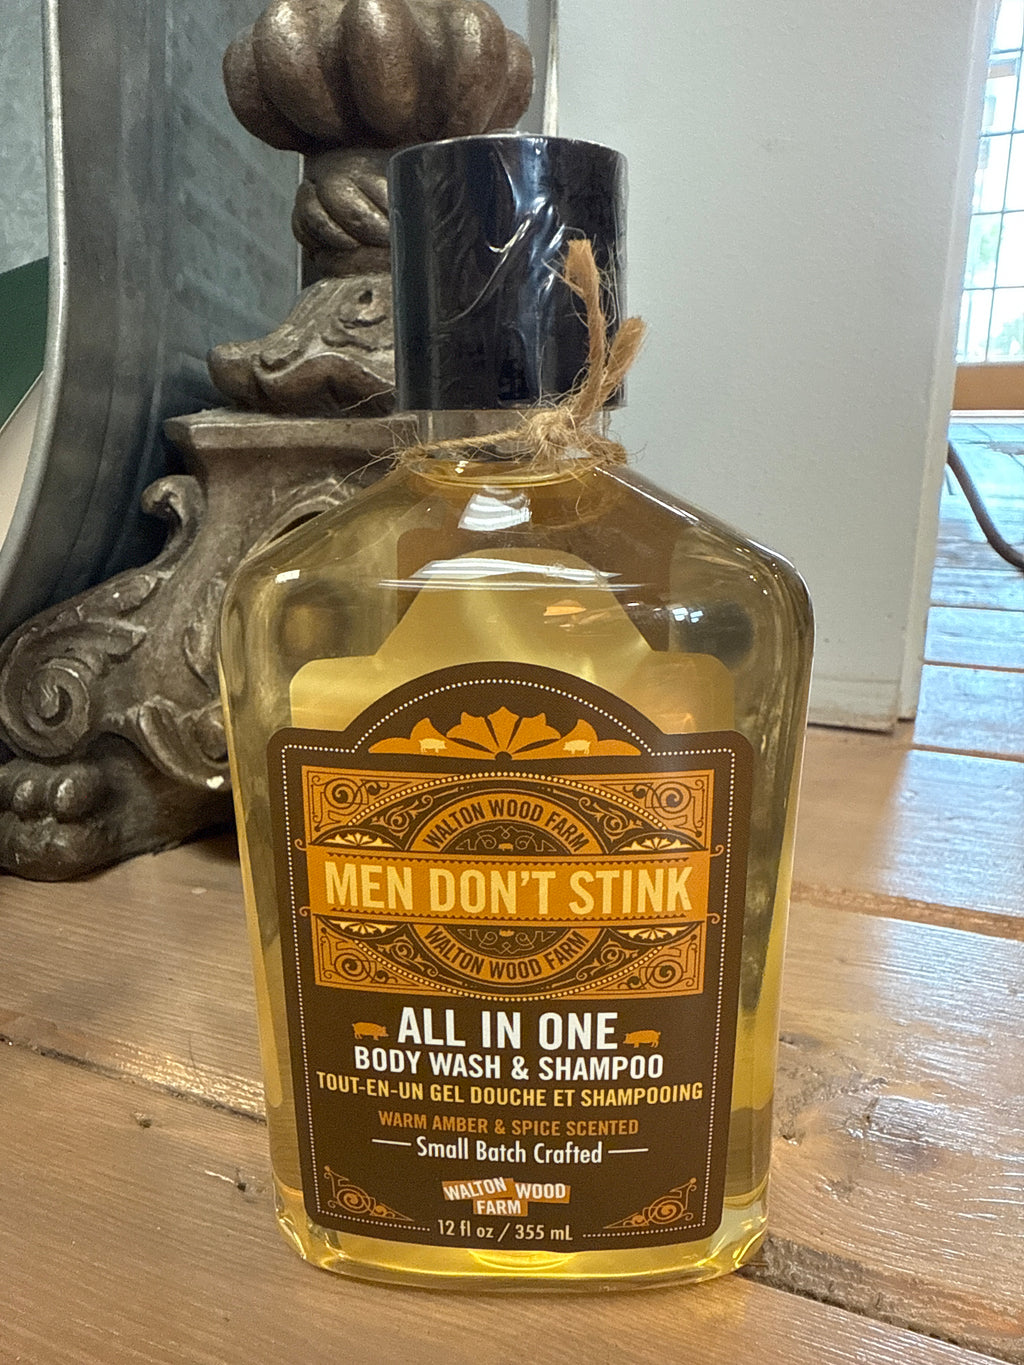 WALTON WOOD FARM
MEN DON'T STINK
WALTON WOOD FARM
ALL IN ONE
BODY WASH & SHAMPOO
TOUT-EN-UN GEL DOUCHE ET SHAMPOOING
WARM AMBER & SPICE SCENTED
Small Batch Crafted
WALTON WOOD
FARM
12 fl oz / 355 mL